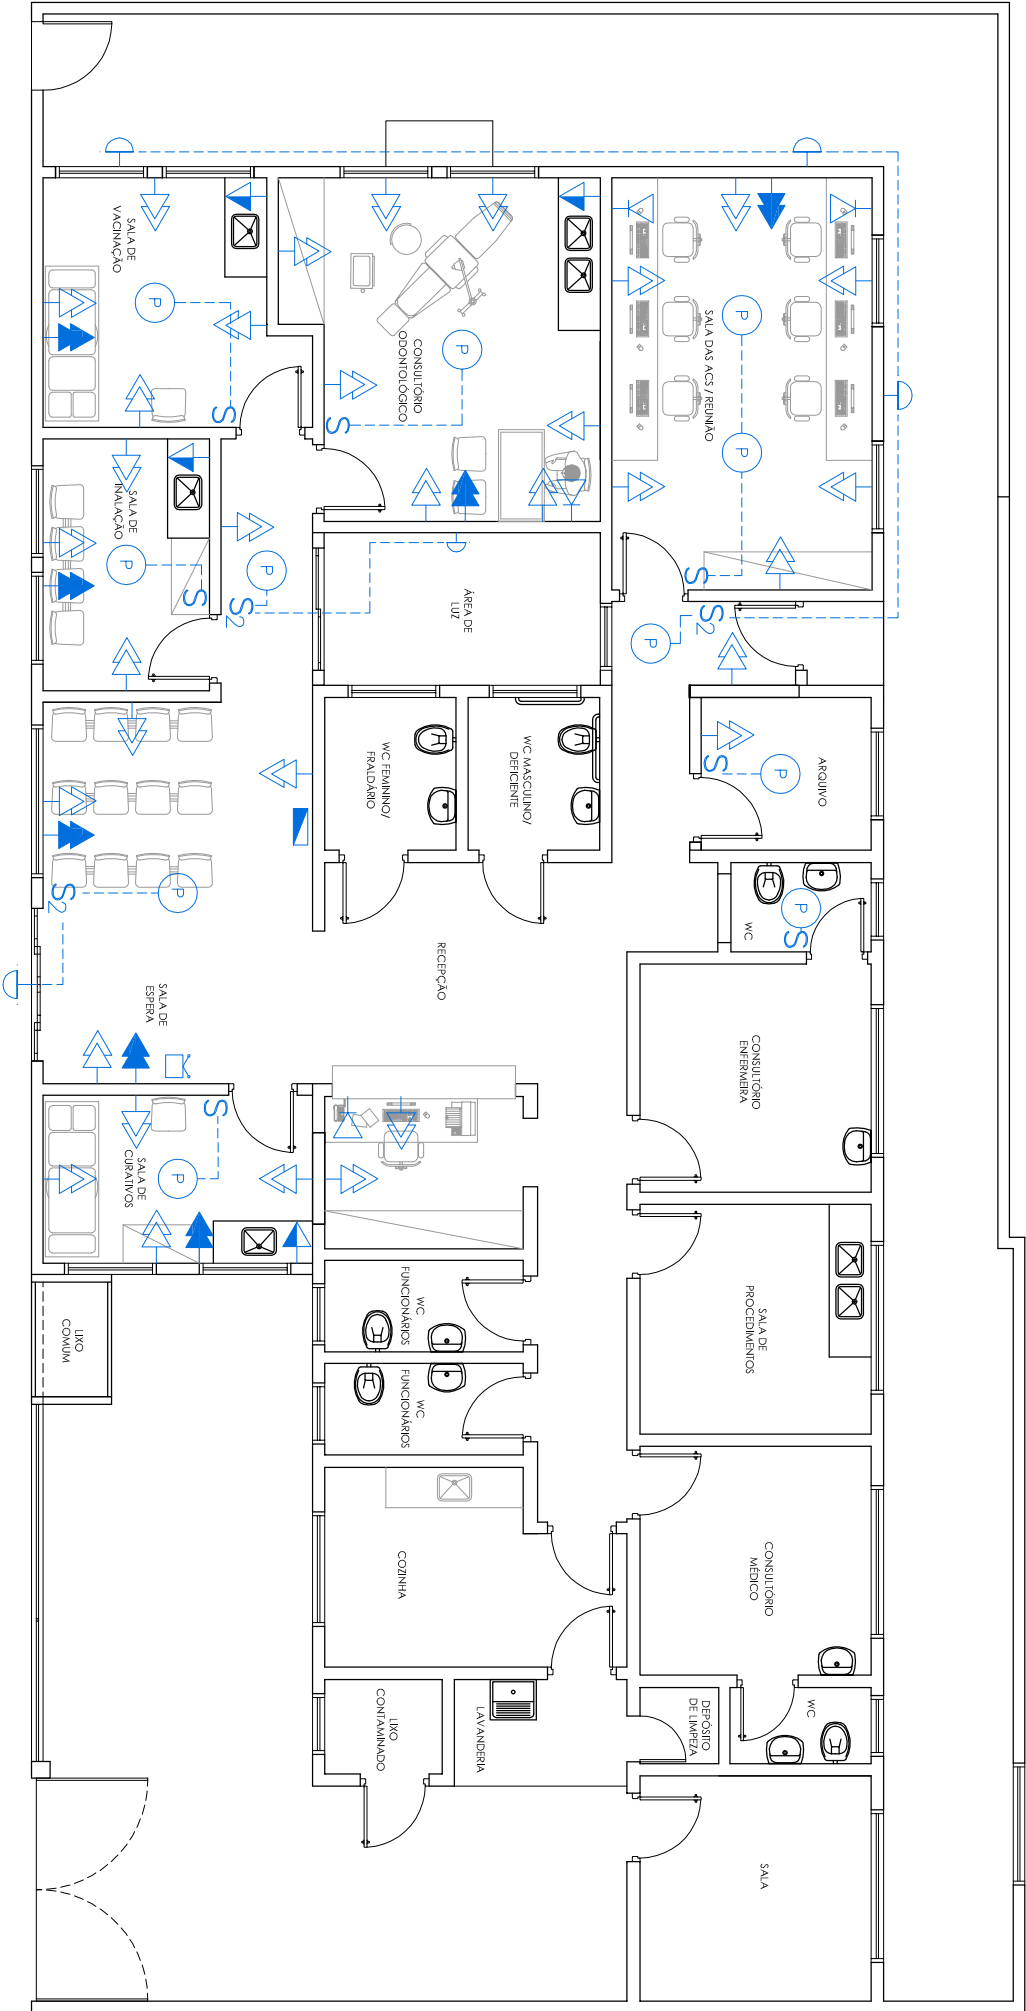 SALA DE
VACINAÇÃO
P
S
CONSULTÓRIO
ODONTOLÓGICO
P
S
SALA DAS ACS / REUNIÃO
P
P
S
SALA DE
INALAÇÃO
P
S
P
S2
ÁREA DE
LUZ
P
S2
WC FEMININO/
FRALDÁRIO
WC MASCULINO/
DEFICIENTE
ARQUIVO
P
S
WC
P
S
P
S2
RECEPÇÃO
SALA DE
ESPERA
CONSULTÓRIO
ENFERMEIRA
S
P
SALA DE
CURATIVOS
WC
FUNCIONÁRIOS
WC
FUNCIONÁRIOS
SALA DE
PROCEDIMENTOS
LIXO
COMUM
COZINHA
CONSULTÓRIO
MÉDICO
LIXO
CONTAMINADO
LAVANDERIA
DEPÓSITO
DE LIMPEZA
WC
SALA